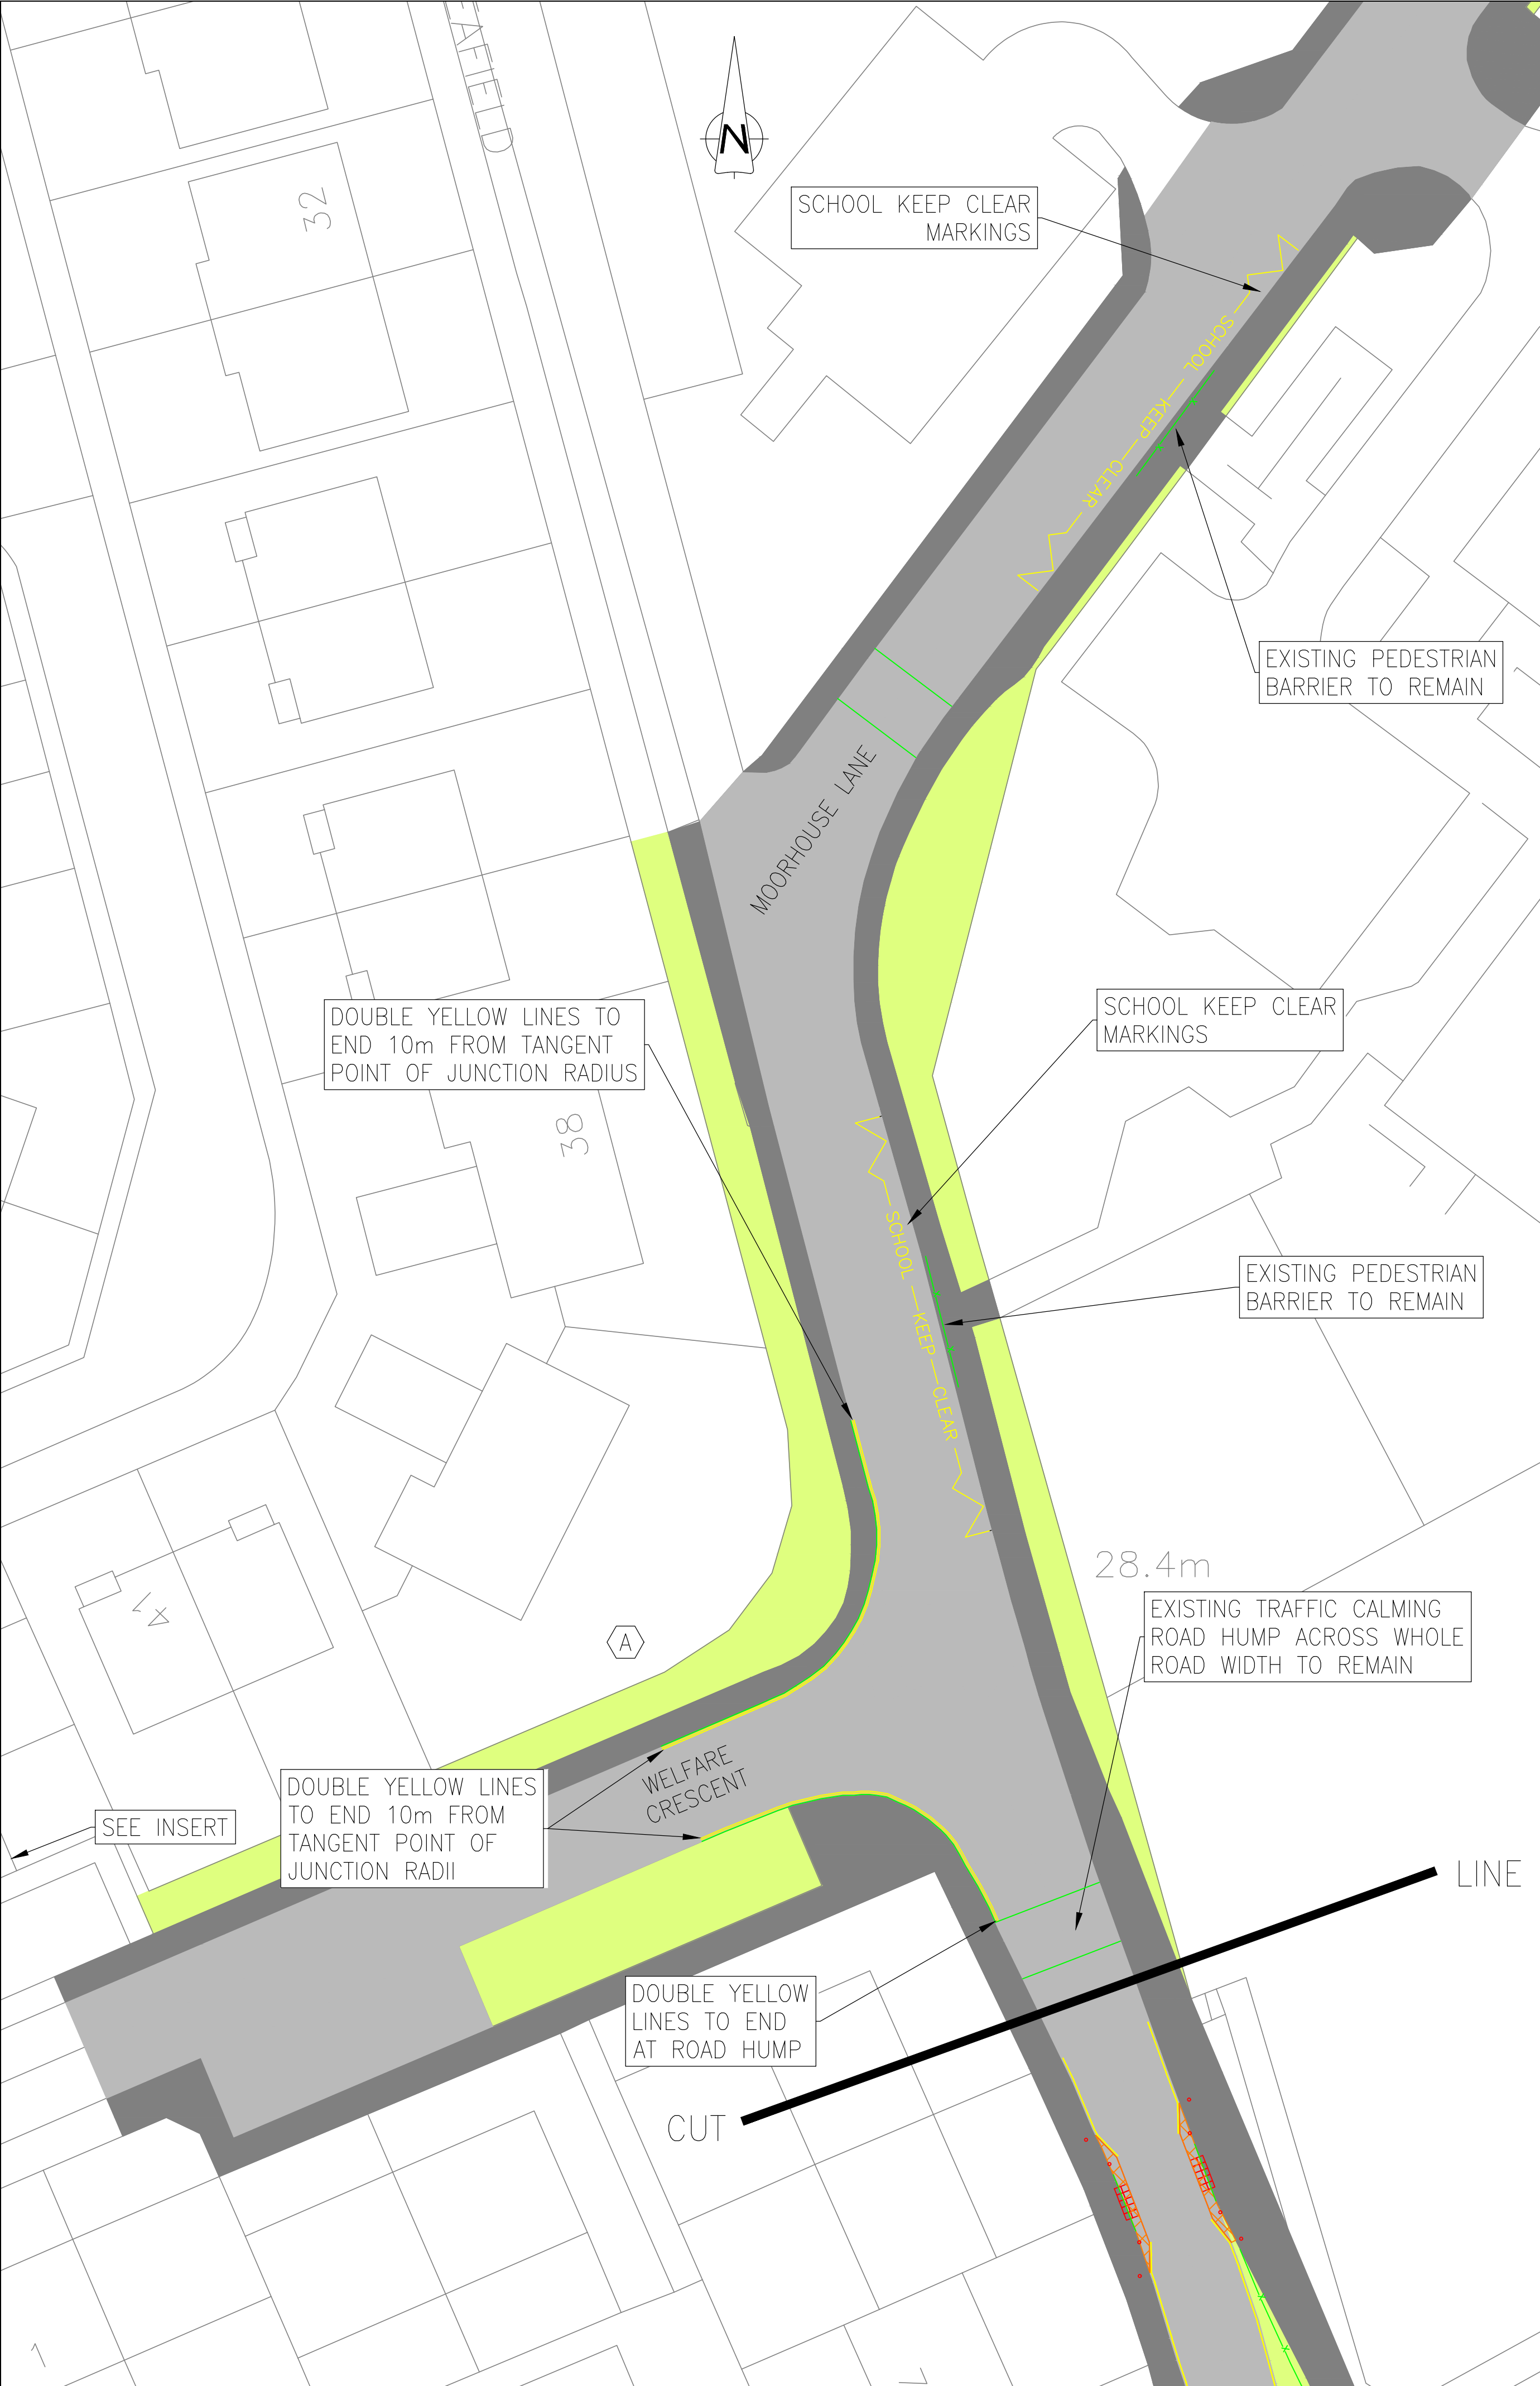 DEHAL
N
32
SCHOOL KEEP CLEAR
MARKINGS
SCHOOL KEEP CLEAR
EXISTING PEDESTRIAN
BARRIER TO REMAIN
MOORHOUSE LANE
DOUBLE YELLOW LINES TO
END 10m FROM TANGENT
POINT OF JUNCTION RADIUS
SCHOOL KEEP CLEAR
MARKINGS
38
SCHOOL KEEP CLEAR
EXISTING PEDESTRIAN
BARRIER TO REMAIN
28.4m
14
A
EXISTING TRAFFIC CALMING
ROAD HUMP ACROSS WHOLE
ROAD WIDTH TO REMAIN
WELFARE
CRESCENT
DOUBLE YELLOW LINES
TO END 10m FROM
TANGENT POINT OF
JUNCTION RADII
SEE INSERT
LINE
DOUBLE YELLOW
LINES TO END
AT ROAD HUMP
CUT